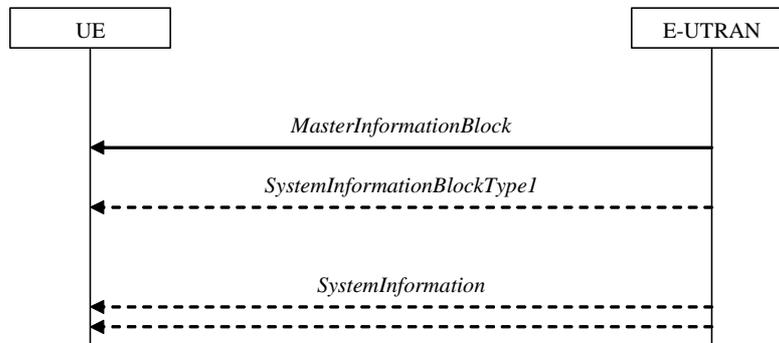 UE
E-UTRAN
MasterInformationBlock
SystemInformationBlockType1
SystemInformation